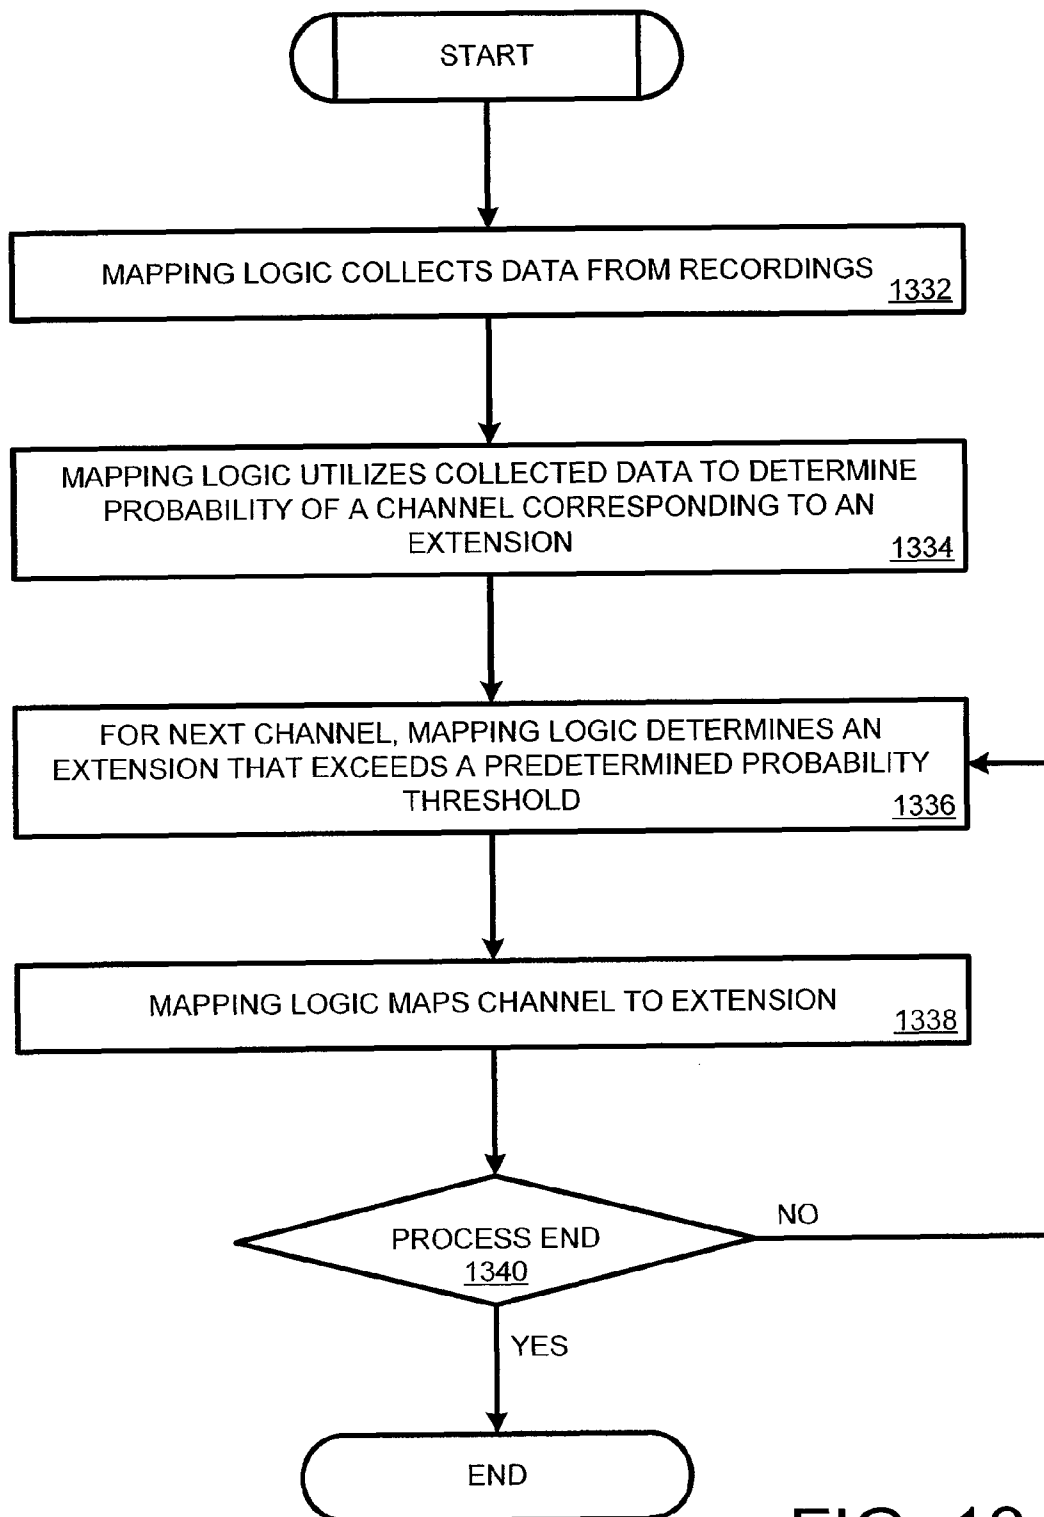 START
MAPPING LOGIC COLLECTS DATA FROM RECORDINGS
1332
MAPPING LOGIC UTILIZES COLLECTED DATA TO DETERMINE
PROBABILITY OF A CHANNEL CORRESPONDING TO AN
EXTENSION
1334
FOR NEXT CHANNEL, MAPPING LOGIC DETERMINES AN
EXTENSION THAT EXCEEDS A PREDETERMINED PROBABILITY
THRESHOLD
1336
MAPPING LOGIC MAPS CHANNEL TO EXTENSION
1338
PROCESS END
1340
NO
YES
END
FIG.